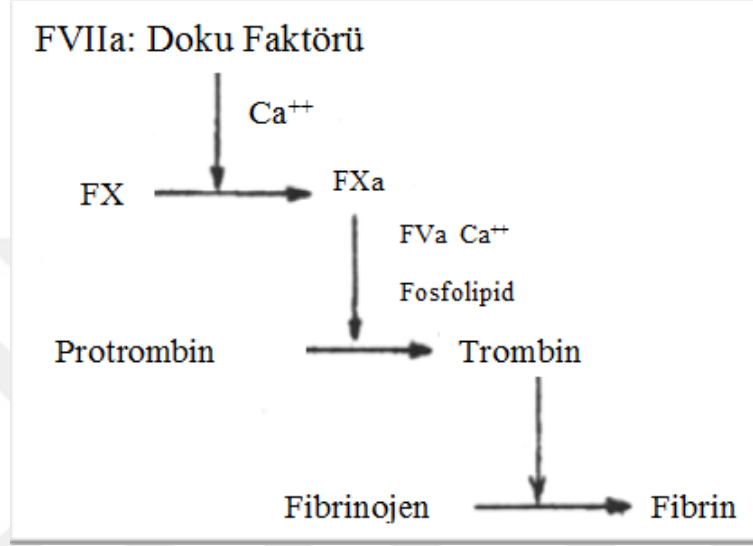 FVIIa: Doku Faktörü
Ca⁺⁺
FX FXa
FVa Ca⁺⁺
Fosfolipid
Protrombin Trombin
Fibrinojen Fibrin